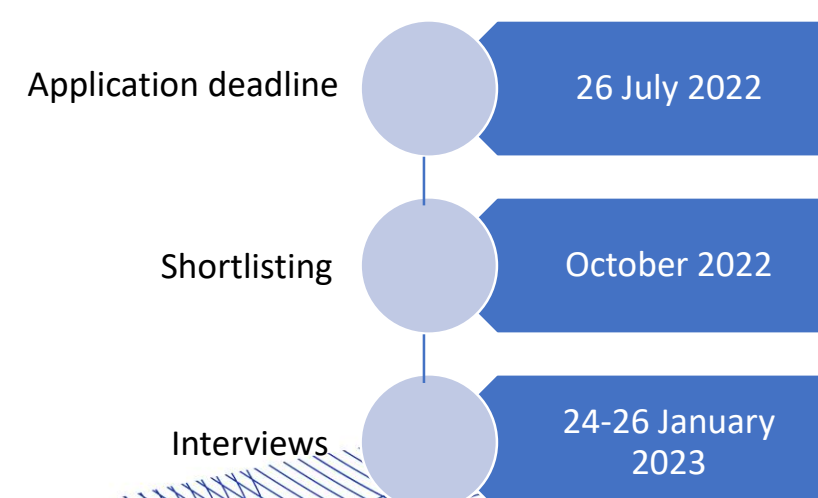 Application deadline
26 July 2022
Shortlisting
October 2022
Interviews
24-26 January
2023